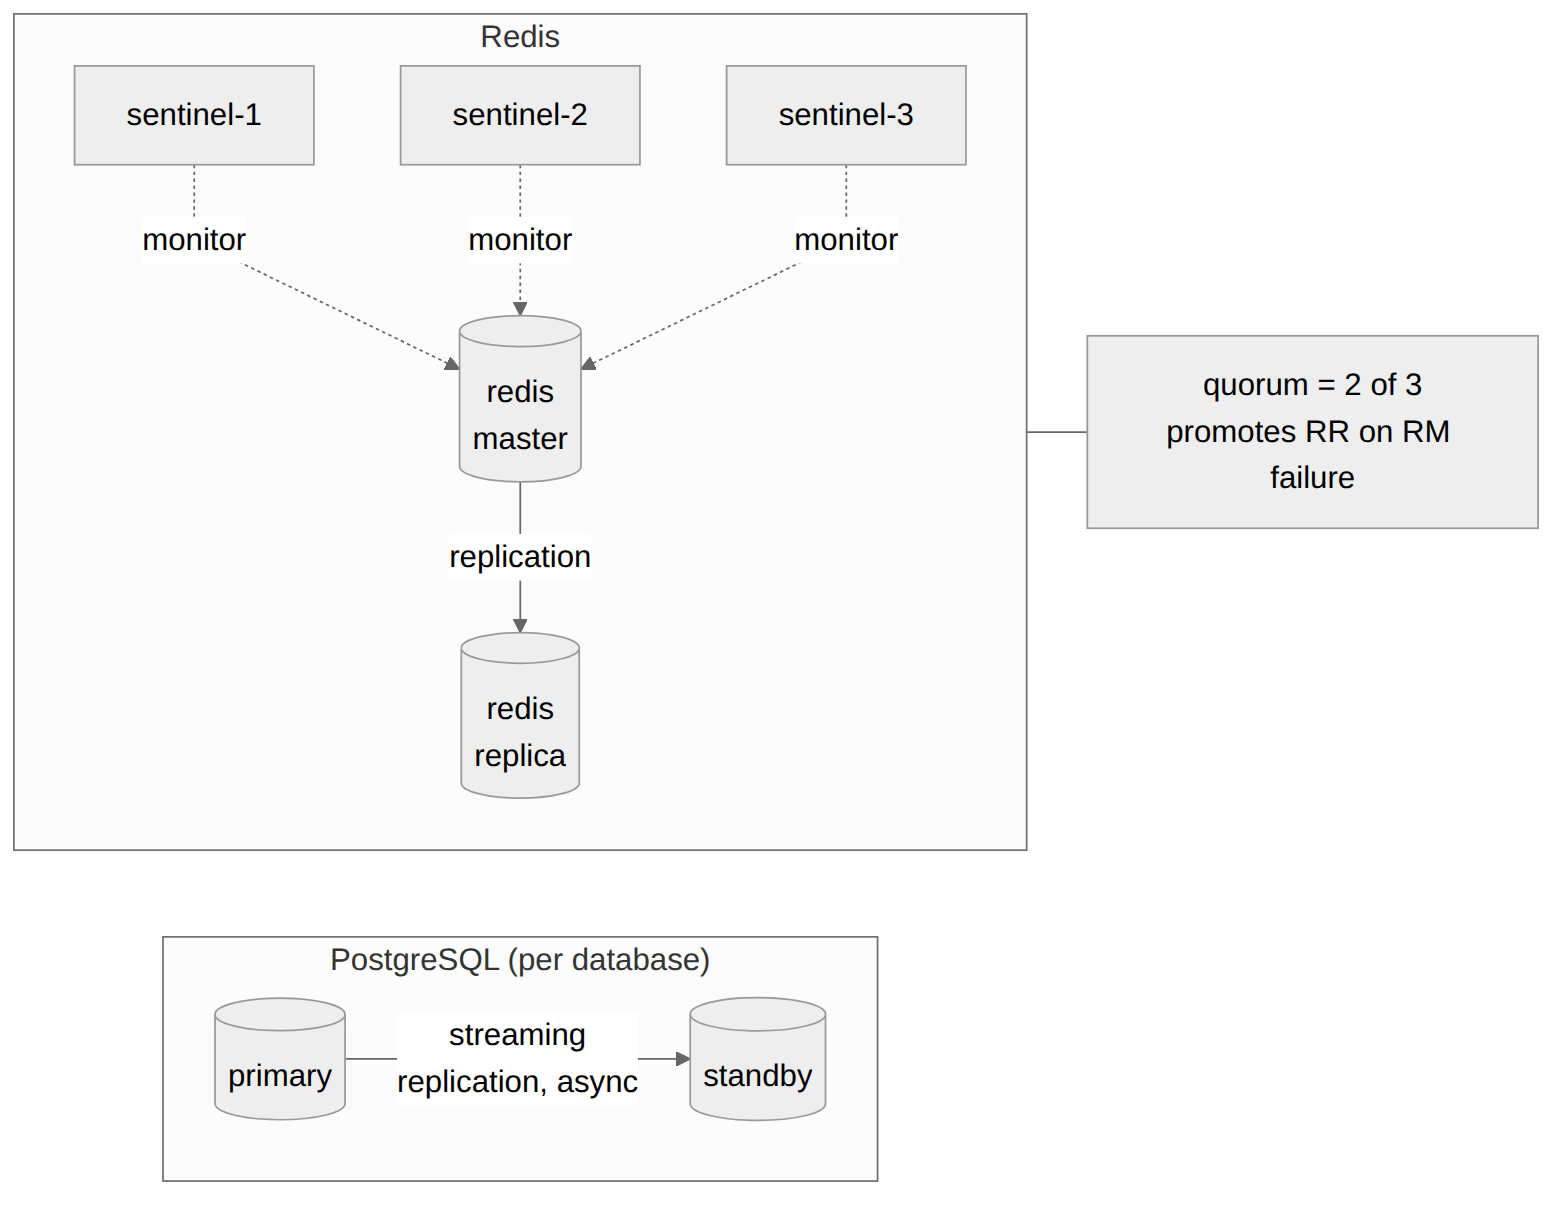 Redis
sentinel-1
sentinel-2
sentinel-3
monitor
monitor
monitor
redis
master
quorum = 2 of 3
promotes RR on RM
failure
replication
redis
replica
PostgreSQL (per database)
primary
streaming
replication, async
standby